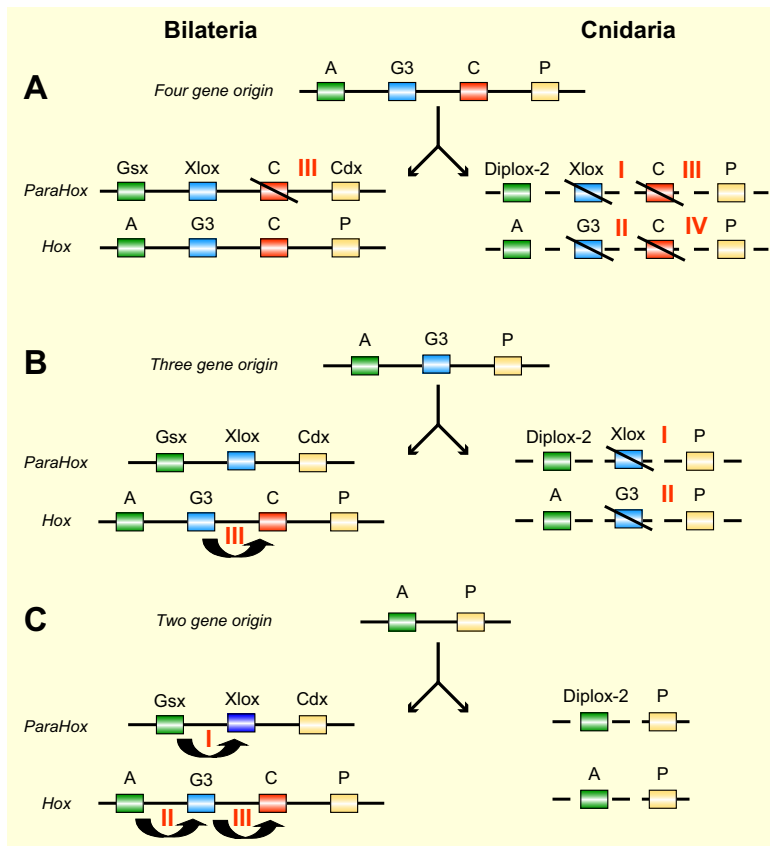 Bilateria Cnidaria
A Four gene origin A G3 C P
ParaHox Gsx Xlox C III Cdx Diplox-2 Xlox I C III P
Hox A G3 C P A G3 II C IV P
B Three gene origin A G3 P
ParaHox Gsx Xlox Cdx Diplox-2 Xlox I P
Hox A G3 C P A G3 II P
III
C Two gene origin A P
ParaHox Gsx Xlox Cdx Diplox-2 P
I
Hox A G3 C P A P
II III